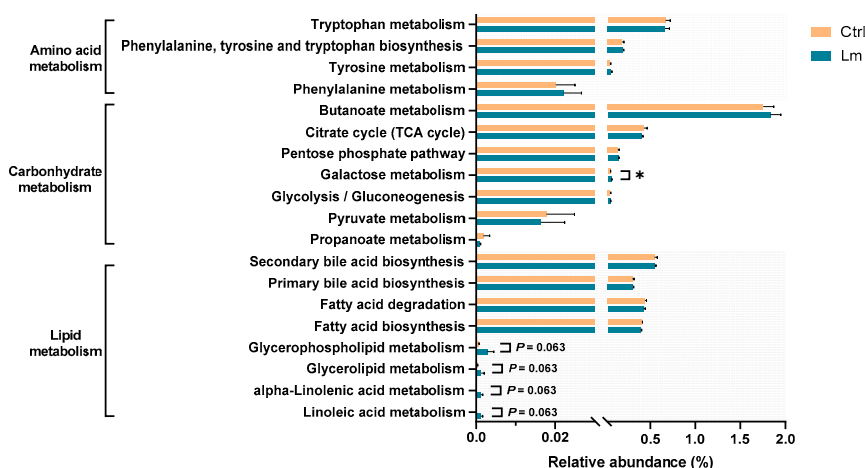 Tryptophan metabolism
Phenylalanine, tyrosine and tryptophan biosynthesis
Tyrosine metabolism
Phenylalanine metabolism
Amino acid
metabolism
Butanoate metabolism
Citrate cycle (TCA cycle)
Pentose phosphate pathway
Galactose metabolism
*
Glycolysis / Gluconeogenesis
Pyruvate metabolism
Propanoate metabolism
Carbonhydrate
metabolism
Secondary bile acid biosynthesis
Primary bile acid biosynthesis
Fatty acid degradation
Fatty acid biosynthesis
Glycerophospholipid metabolism
P = 0.063
Glycerolipid metabolism
P = 0.063
alpha-Linolenic acid metabolism
P = 0.063
Linoleic acid metabolism
P = 0.063
Lipid
metabolism
0.0 0.02 0.5 1.0 1.5 2.0
Relative abundance (%)
Ctrl
Lm